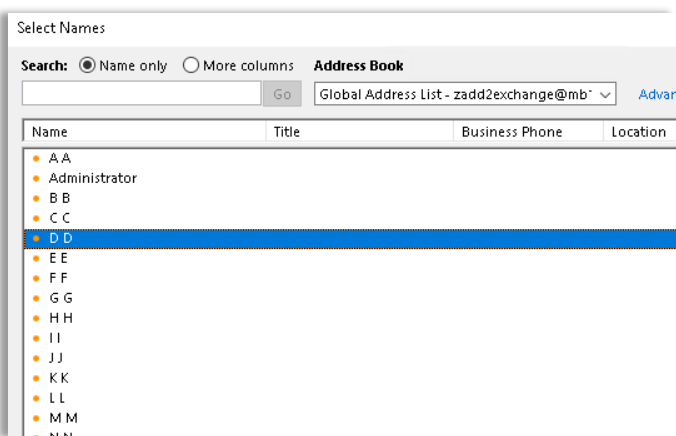 Select Names
Search: Name only More columns Address Book
Go Global Address List - zadd2exchange@mb Advar
Name Title Business Phone Location
A A
Administrator
B B
C C
D D
E E
F F
G G
H H
I I
J J
K K
L L
M M
N N